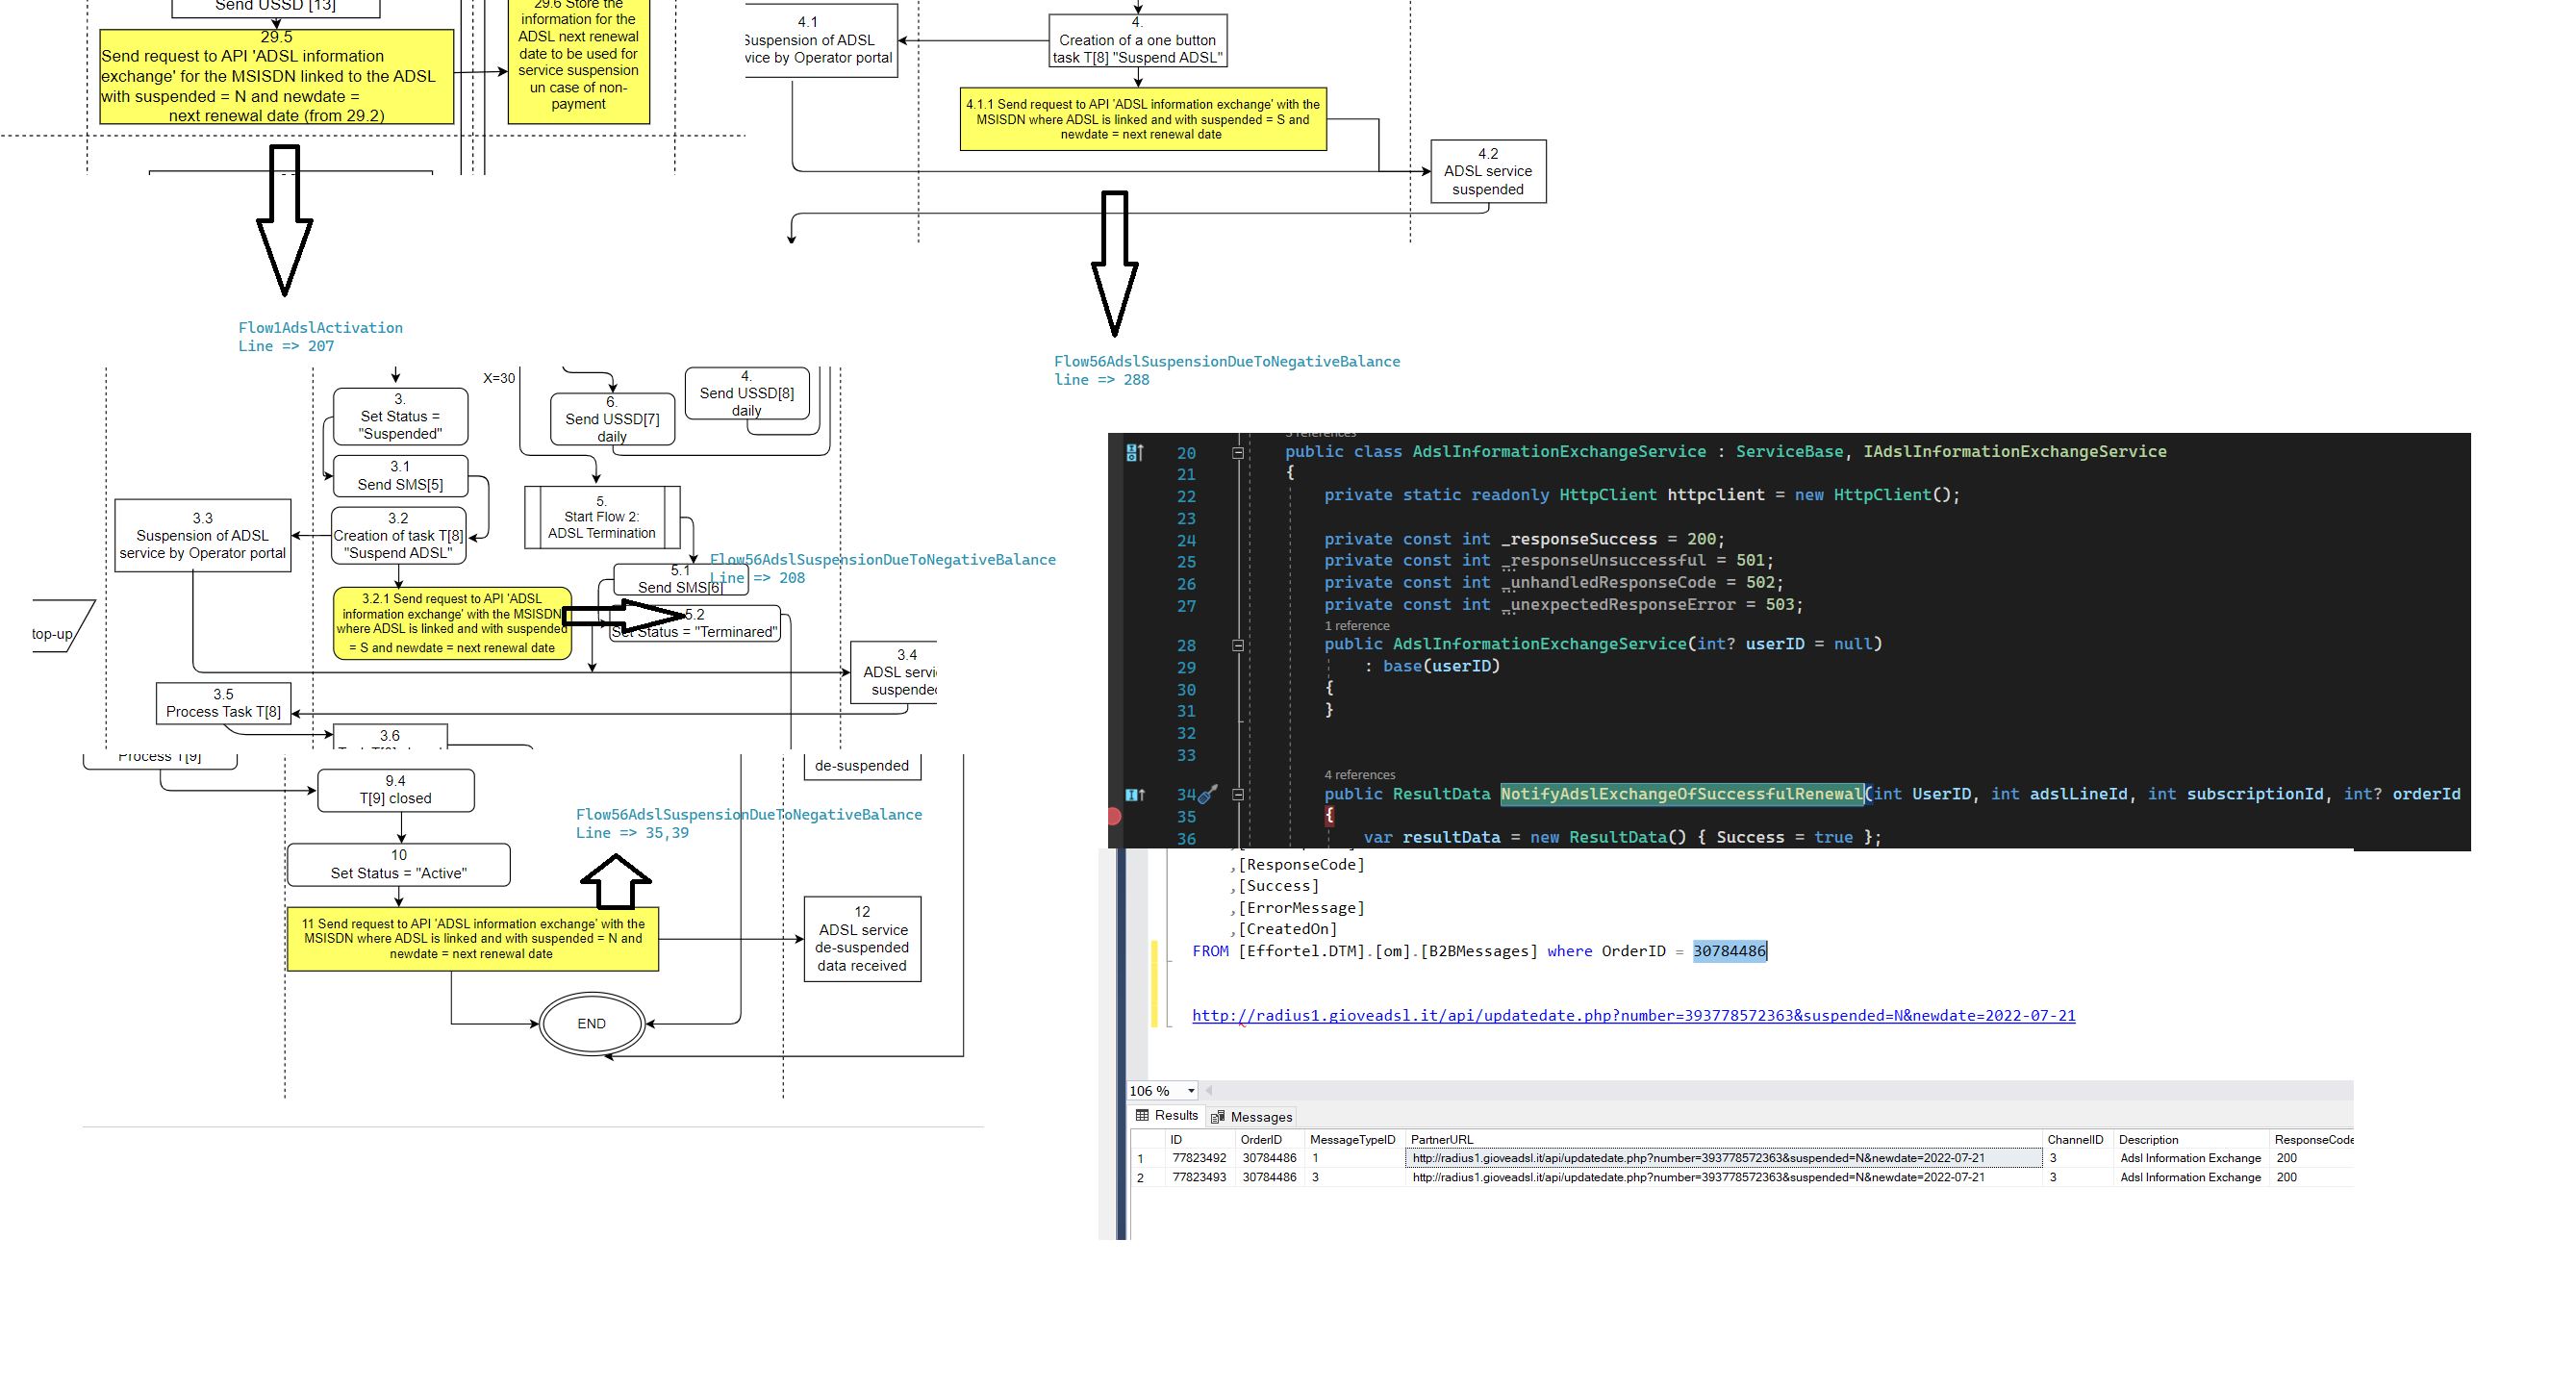 Send USSD [13]
29.5
Send request to API 'ADSL information
exchange' for the MSISDN linked to the ADSL
with suspended = N and newdate =
next renewal date (from 29.2)
29.6 Store the
information for the
ADSL next renewal
date to be used for
service suspension
un case of non-
payment
4.1
Suspension of ADSL
vice by Operator portal
4.
Creation of a one button
task T[8] "Suspend ADSL"
4.1.1 Send request to API 'ADSL information exchange' with the
MSISDN where ADSL is linked and with suspended = S and
newdate = next renewal date
4.2
ADSL service
suspended
Flow1AdslActivation
Line => 207
Flow56AdslSuspensionDueToNegativeBalance
line => 288
3.
Set Status =
"Suspended"
X=30
6.
Send USSD[7]
daily
4.
Send USSD[8]
daily
3.1
Send SMS[5]
3.2
Creation of task T[8]
"Suspend ADSL"
3.3
Suspension of ADSL
service by Operator portal
5.
Start Flow 2:
ADSL Termination
Flow56AdslSuspensionDueToNegativeBalance
Line => 208
5.1
Send SMS[6]
3.2.1 Send request to API 'ADSL
information exchange' with the MSISDN
where ADSL is linked and with suspended
= S and newdate = next renewal date
5.2
Set Status = "Terminared"
top-up
3.4
ADSL servi
suspended
3.5
Process Task T[8]
3.6
Process T[9]
9.4
T[9] closed
de-suspended
Flow56AdslSuspensionDueToNegativeBalance
Line => 35,39
10
Set Status = "Active"
11 Send request to API 'ADSL information exchange' with the
MSISDN where ADSL is linked and with suspended = N and
newdate = next renewal date
12
ADSL service
de-suspended
data received
END
3 references
20 public class AdslInformationExchangeService : ServiceBase, IAdslInformationExchangeService
21 {
22 private static readonly HttpClient httpclient = new HttpClient();
23
24 private const int _responseSuccess = 200;
25 private const int _responseUnsuccessful = 501;
26 private const int _unhandledResponseCode = 502;
27 private const int _unexpectedResponseError = 503;
1 reference
28 public AdslInformationExchangeService(int? userID = null)
29 : base(userID)
30 {
31 }
32
33
4 references
34 public ResultData NotifyAdslExchangeOfSuccessfulRenewal(int UserID, int adslLineId, int subscriptionId, int? orderId
35 {
36 var resultData = new ResultData() { Success = true };
,[ResponseCode]
,[Success]
,[ErrorMessage]
,[CreatedOn]
FROM [Effortel.DTM].[om].[B2BMessages] where OrderID = 30784486
http://radius1.gioveadsl.it/api/updatedate.php?number=393778572363&suspended=N&newdate=2022-07-21
106 %
Results Messages
ID OrderID MessageTypeID PartnerURL ChannelID Description ResponseCode
1 77823492 30784486 1 http://radius1.gioveadsl.it/api/updatedate.php?number=393778572363&suspended=N&newdate=2022-07-21 3 Adsl Information Exchange 200
2 77823493 30784486 3 http://radius1.gioveadsl.it/api/updatedate.php?number=393778572363&suspended=N&newdate=2022-07-21 3 Adsl Information Exchange 200